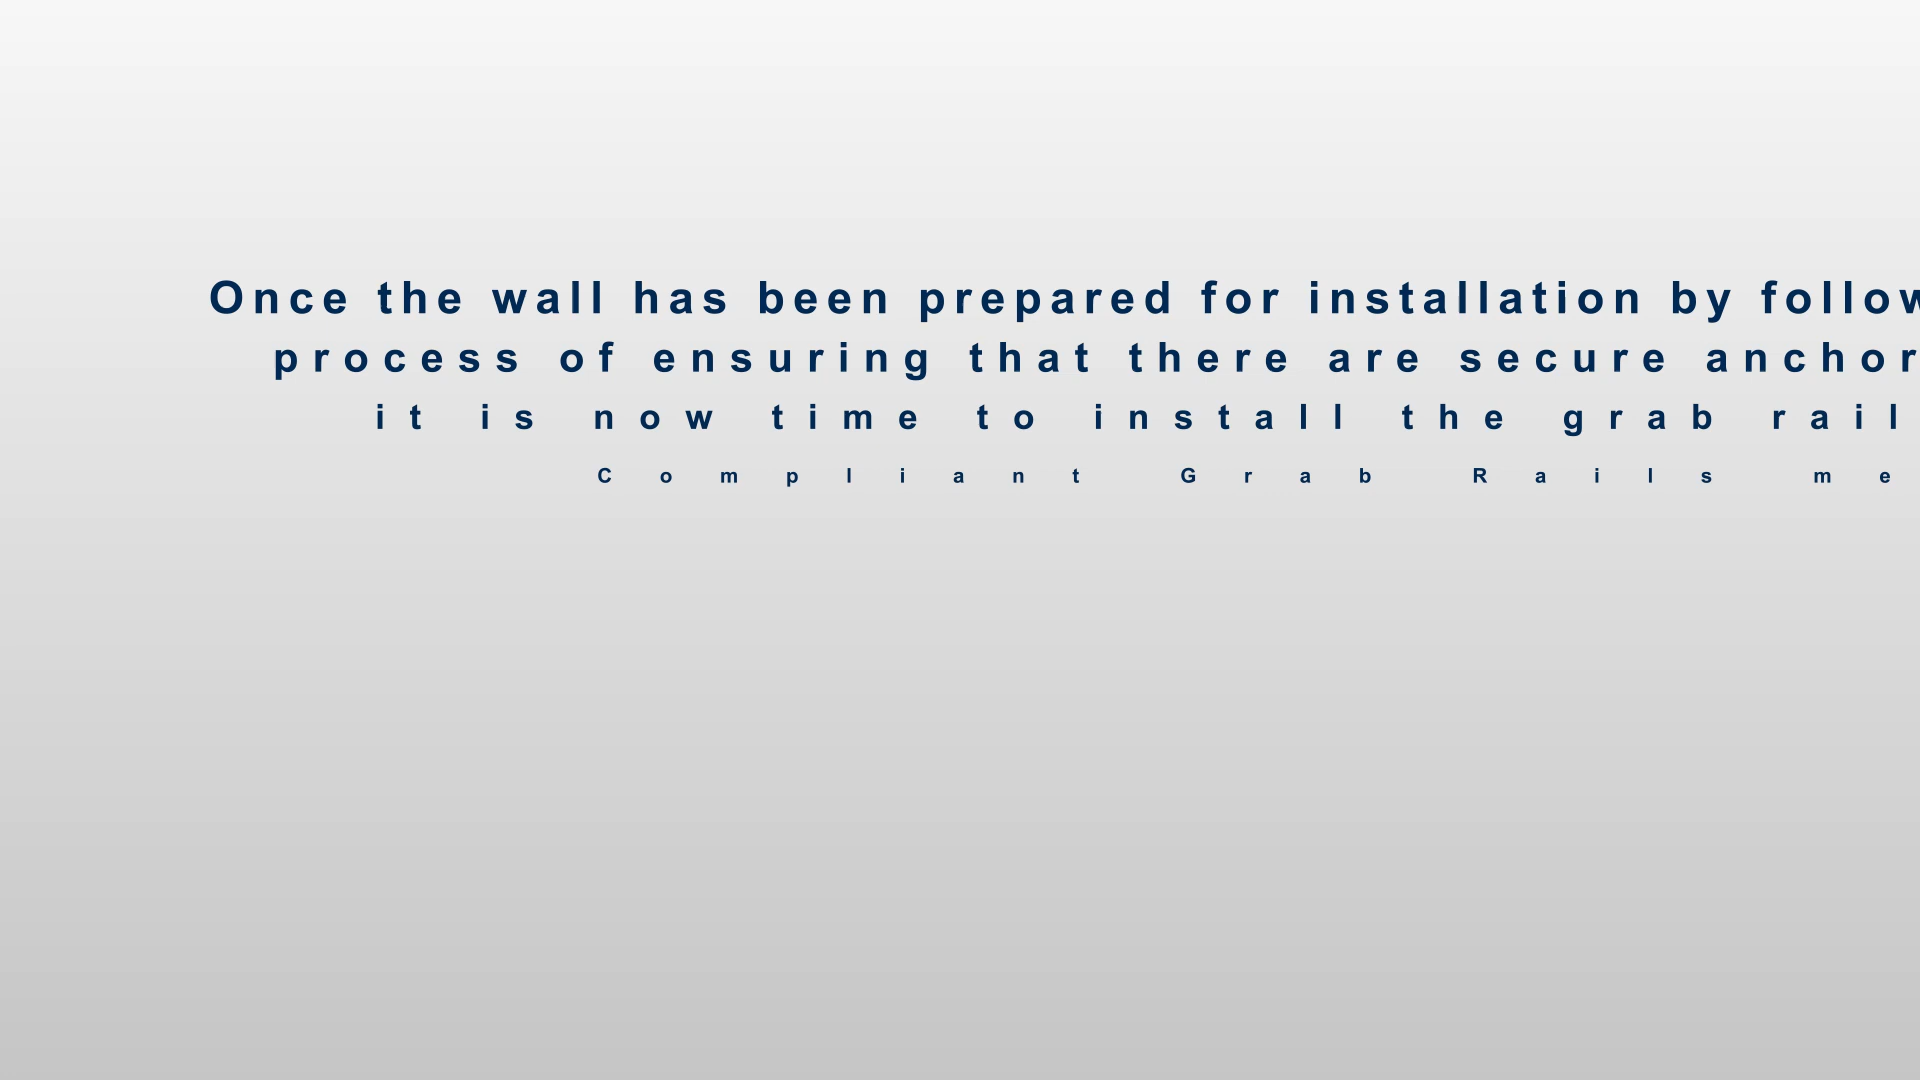 Once the wall has been prepared for installation by follow
process of ensuring that there are secure anchor
it is now time to install the grab rail
Compliant Grab Rails me